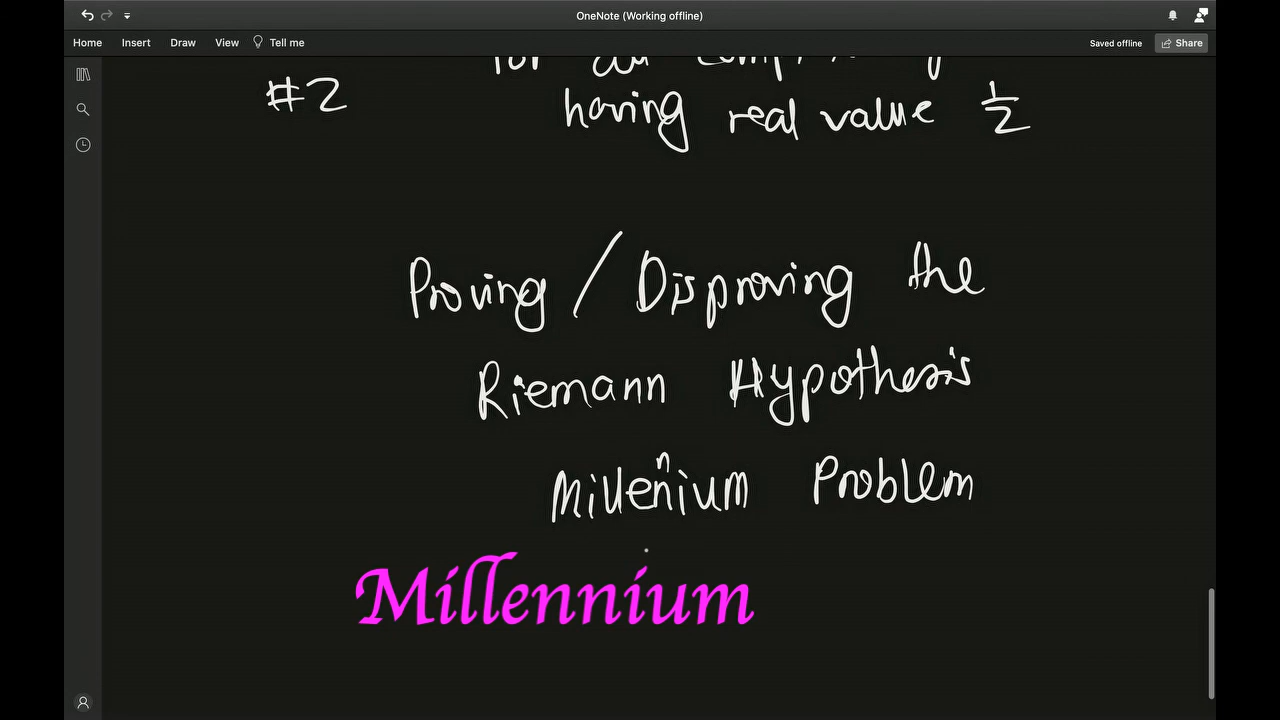 OneNote (Working offline)
Home Insert Draw View Tell me
Saved offline Share
#2
having real value 1/2
Proving / Disproving the
Riemann Hypothesis
n
Millenium Problem
Millennium